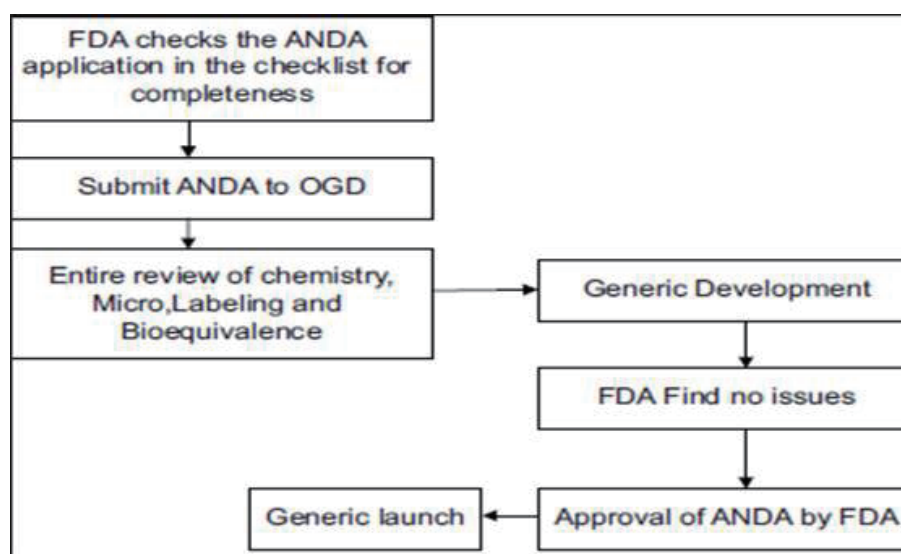 FDA checks the ANDA
application in the checklist for
completeness
Submit ANDA to OGD
Entire review of chemistry,
Micro,Labeling and
Bioequivalence
Generic Development
FDA Find no issues
Approval of ANDA by FDA
Generic launch